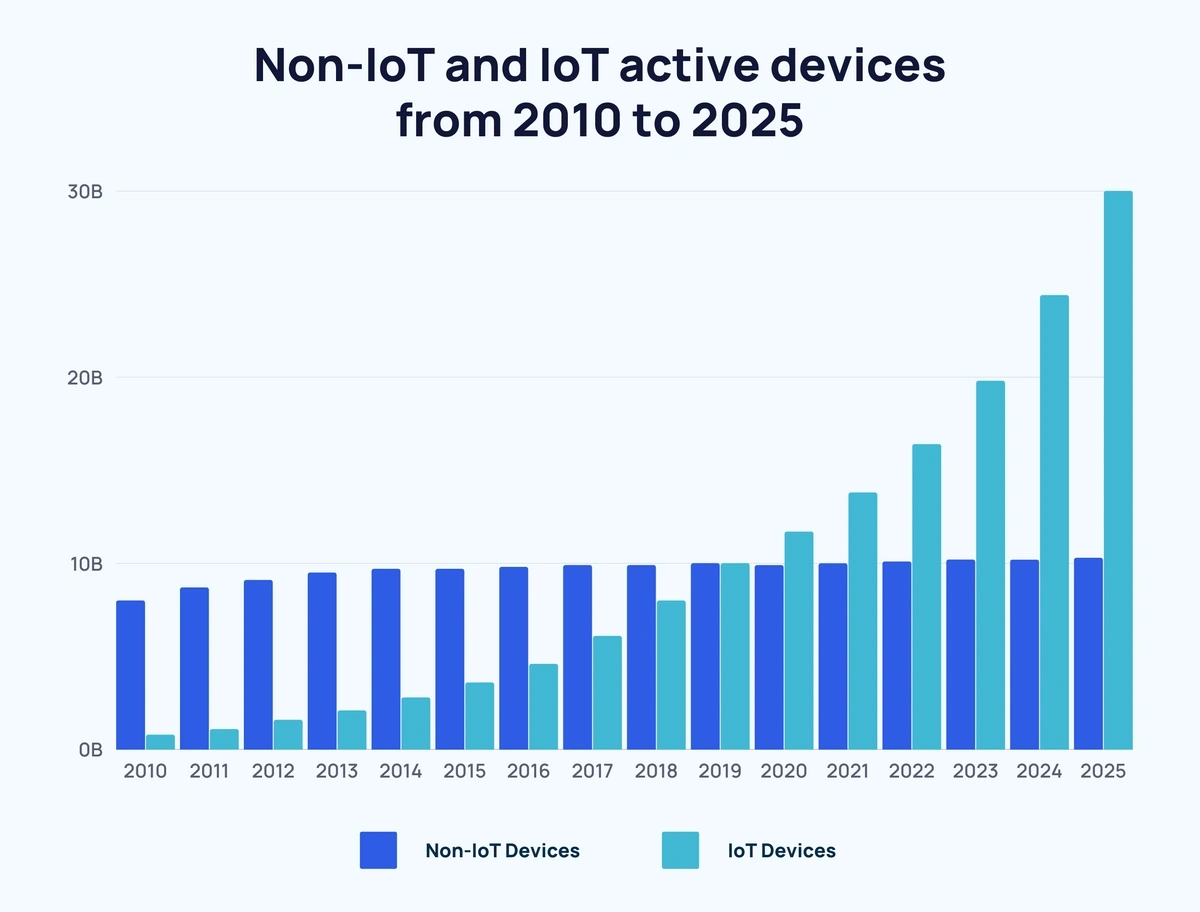 Non-IoT and IoT active devices
from 2010 to 2025
30B
20B
10B
0B
2010 2011 2012 2013 2014 2015 2016 2017 2018 2019 2020 2021 2022 2023 2024 2025
Non-IoT Devices IoT Devices